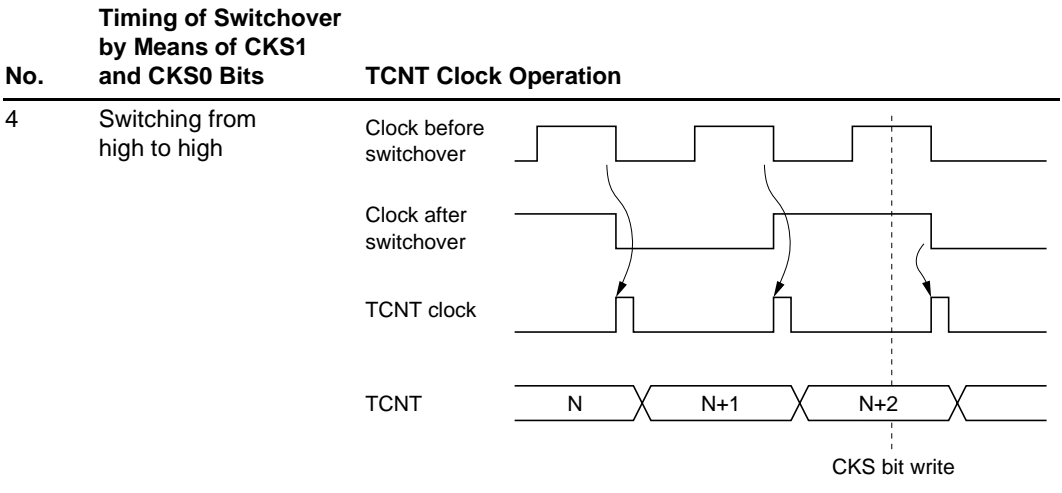 Timing of Switchover
by Means of CKS1
No. and CKS0 Bits TCNT Clock Operation
4 Switching from
high to high
Clock before
switchover
Clock after
switchover
TCNT clock
TCNT N N+1 N+2
CKS bit write